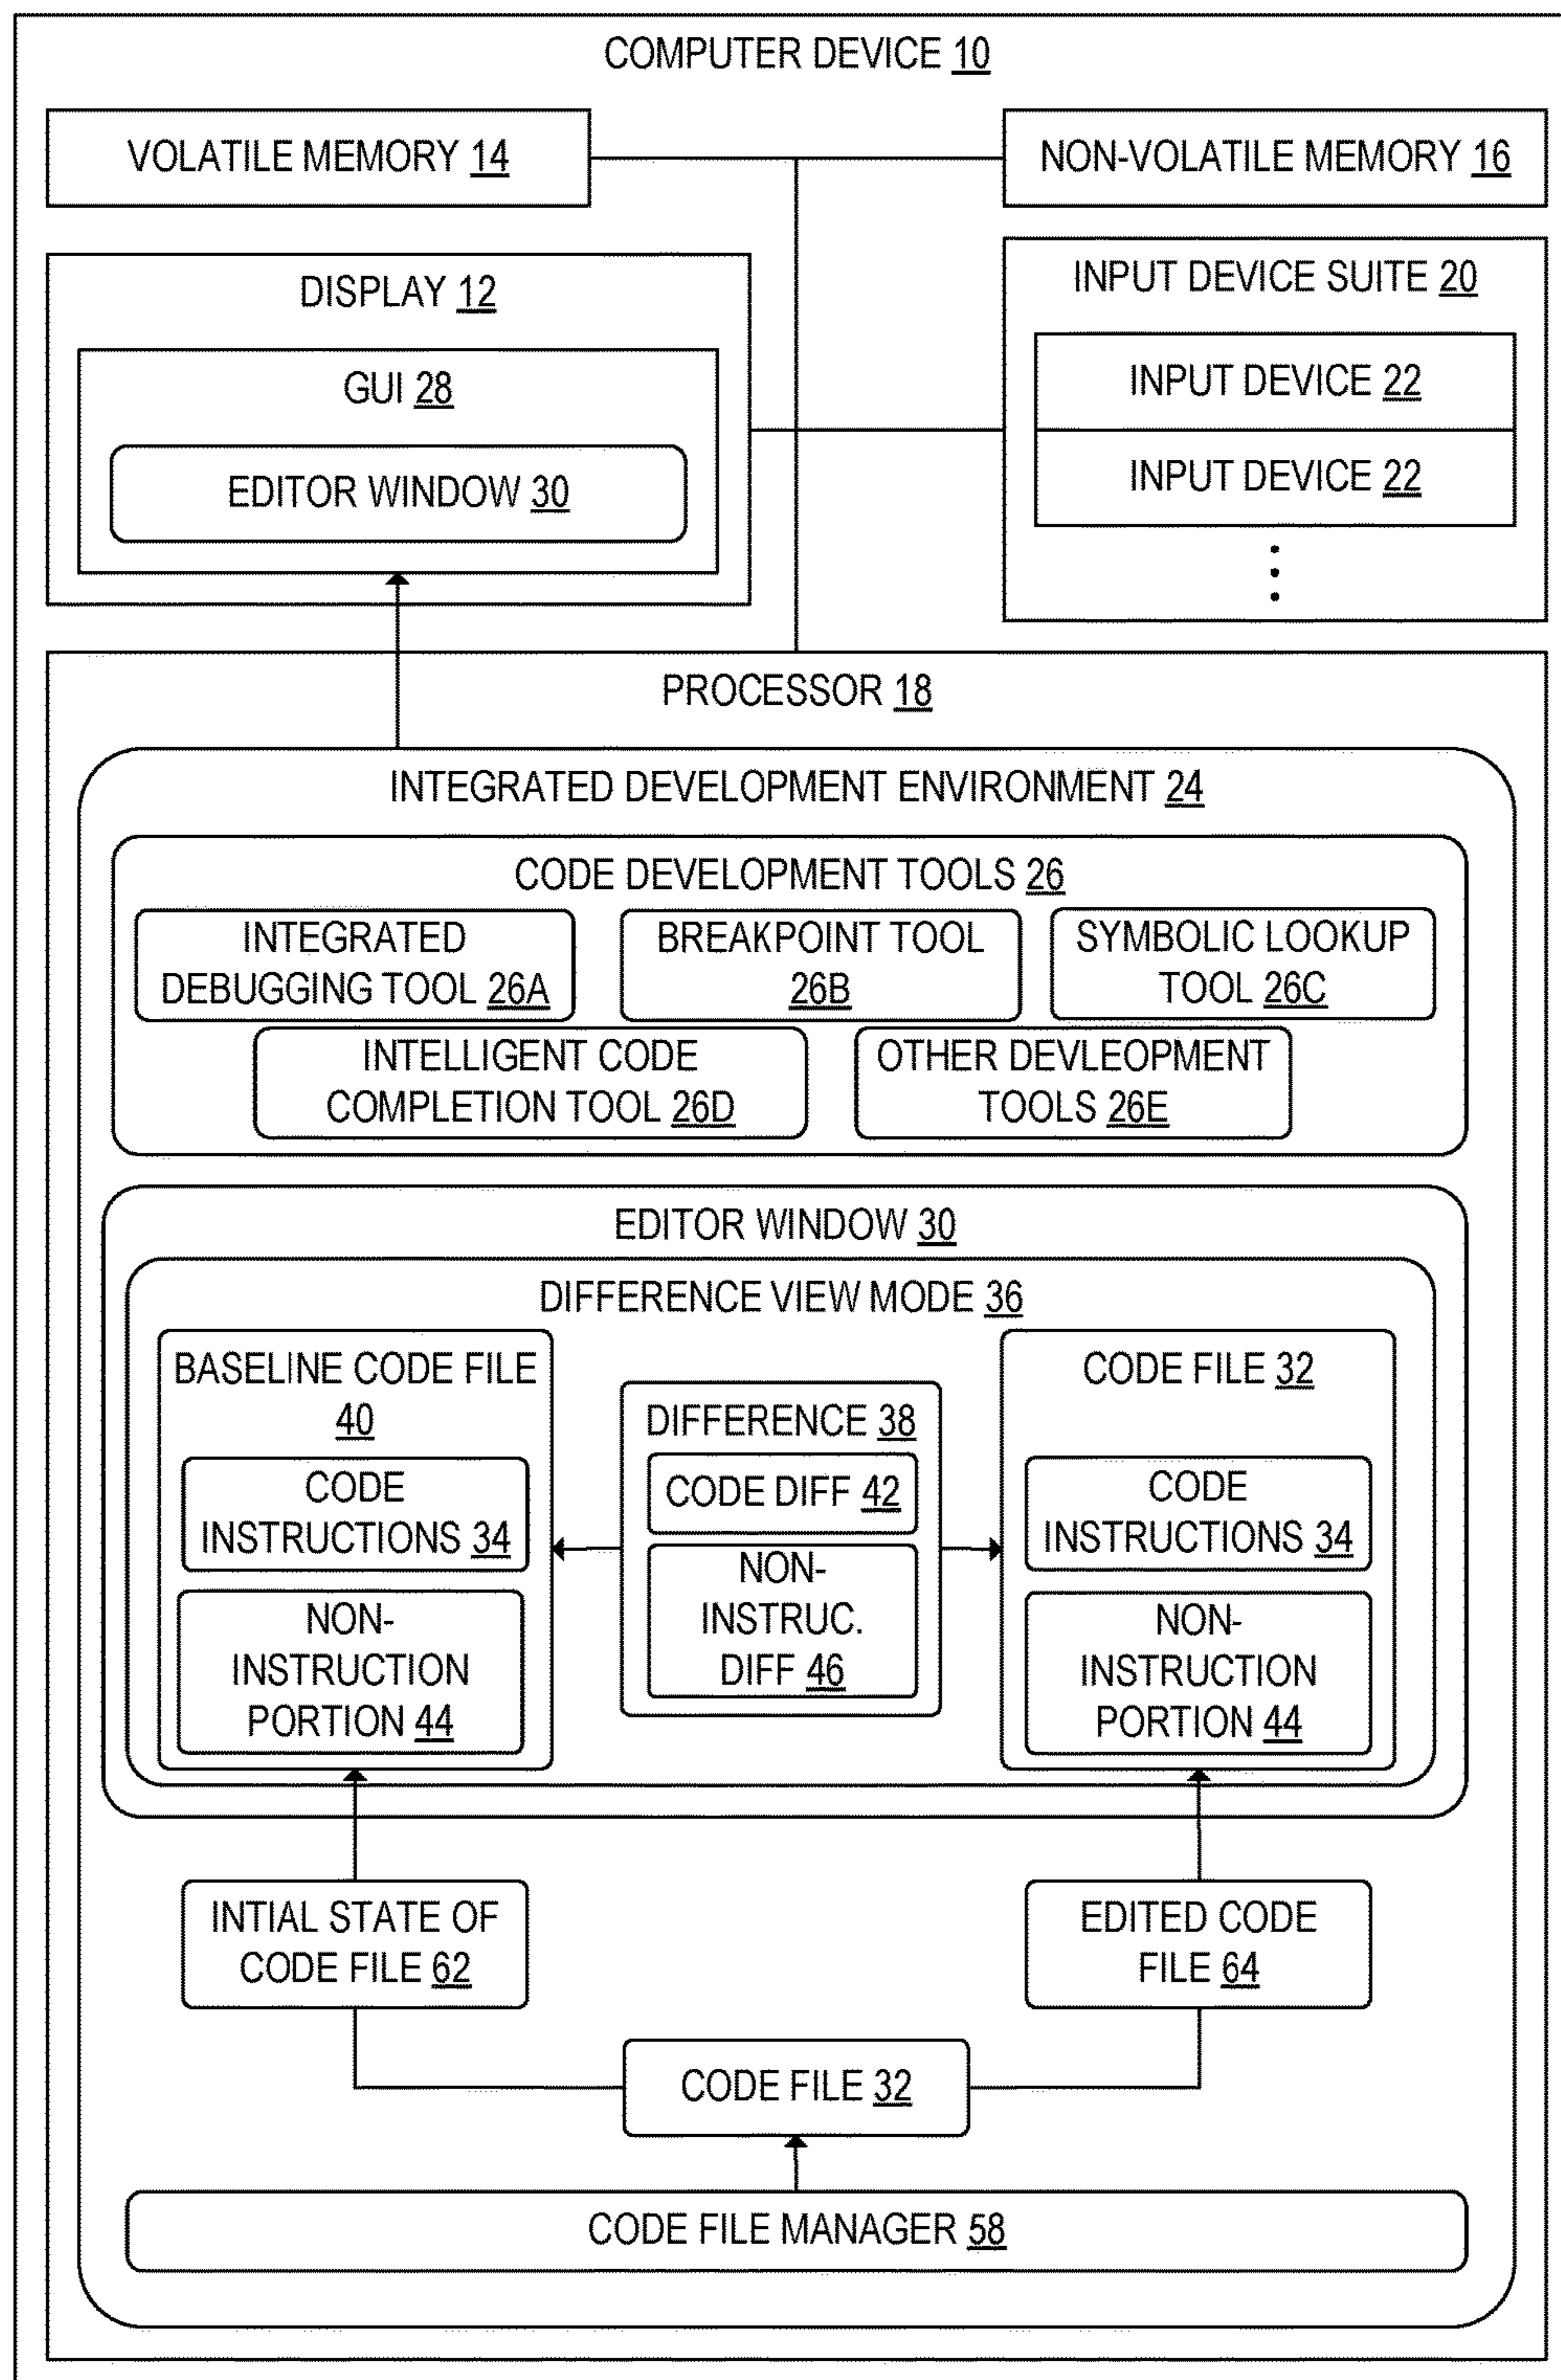 COMPUTER DEVICE 10
VOLATILE MEMORY 14
NON-VOLATILE MEMORY 16
DISPLAY 12
GUI 28
EDITOR WINDOW 30
INPUT DEVICE SUITE 20
INPUT DEVICE 22
INPUT DEVICE 22
PROCESSOR 18
INTEGRATED DEVELOPMENT ENVIRONMENT 24
CODE DEVELOPMENT TOOLS 26
INTEGRATED
DEBUGGING TOOL 26A
BREAKPOINT TOOL
26B
SYMBOLIC LOOKUP
TOOL 26C
INTELLIGENT CODE
COMPLETION TOOL 26D
OTHER DEVLEOPMENT
TOOLS 26E
EDITOR WINDOW 30
DIFFERENCE VIEW MODE 36
BASELINE CODE FILE
40
CODE
INSTRUCTIONS 34
NON-
INSTRUCTION
PORTION 44
DIFFERENCE 38
CODE DIFF 42
NON-
INSTRUC.
DIFF 46
CODE FILE 32
CODE
INSTRUCTIONS 34
NON-
INSTRUCTION
PORTION 44
INTIAL STATE OF
CODE FILE 62
EDITED CODE
FILE 64
CODE FILE 32
CODE FILE MANAGER 58